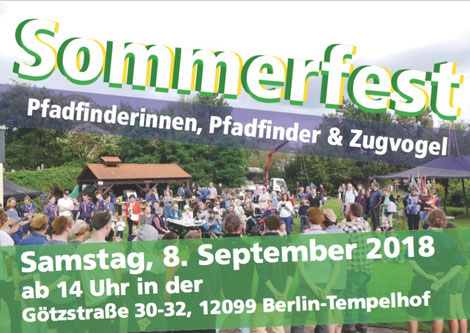 Sommerfest
Pfadfinderinnen, Pfadfinder & Zugvogel
Samstag, 8. September 2018
ab 14 Uhr in der
Götzstraße 30-32, 12099 Berlin-Tempelhof